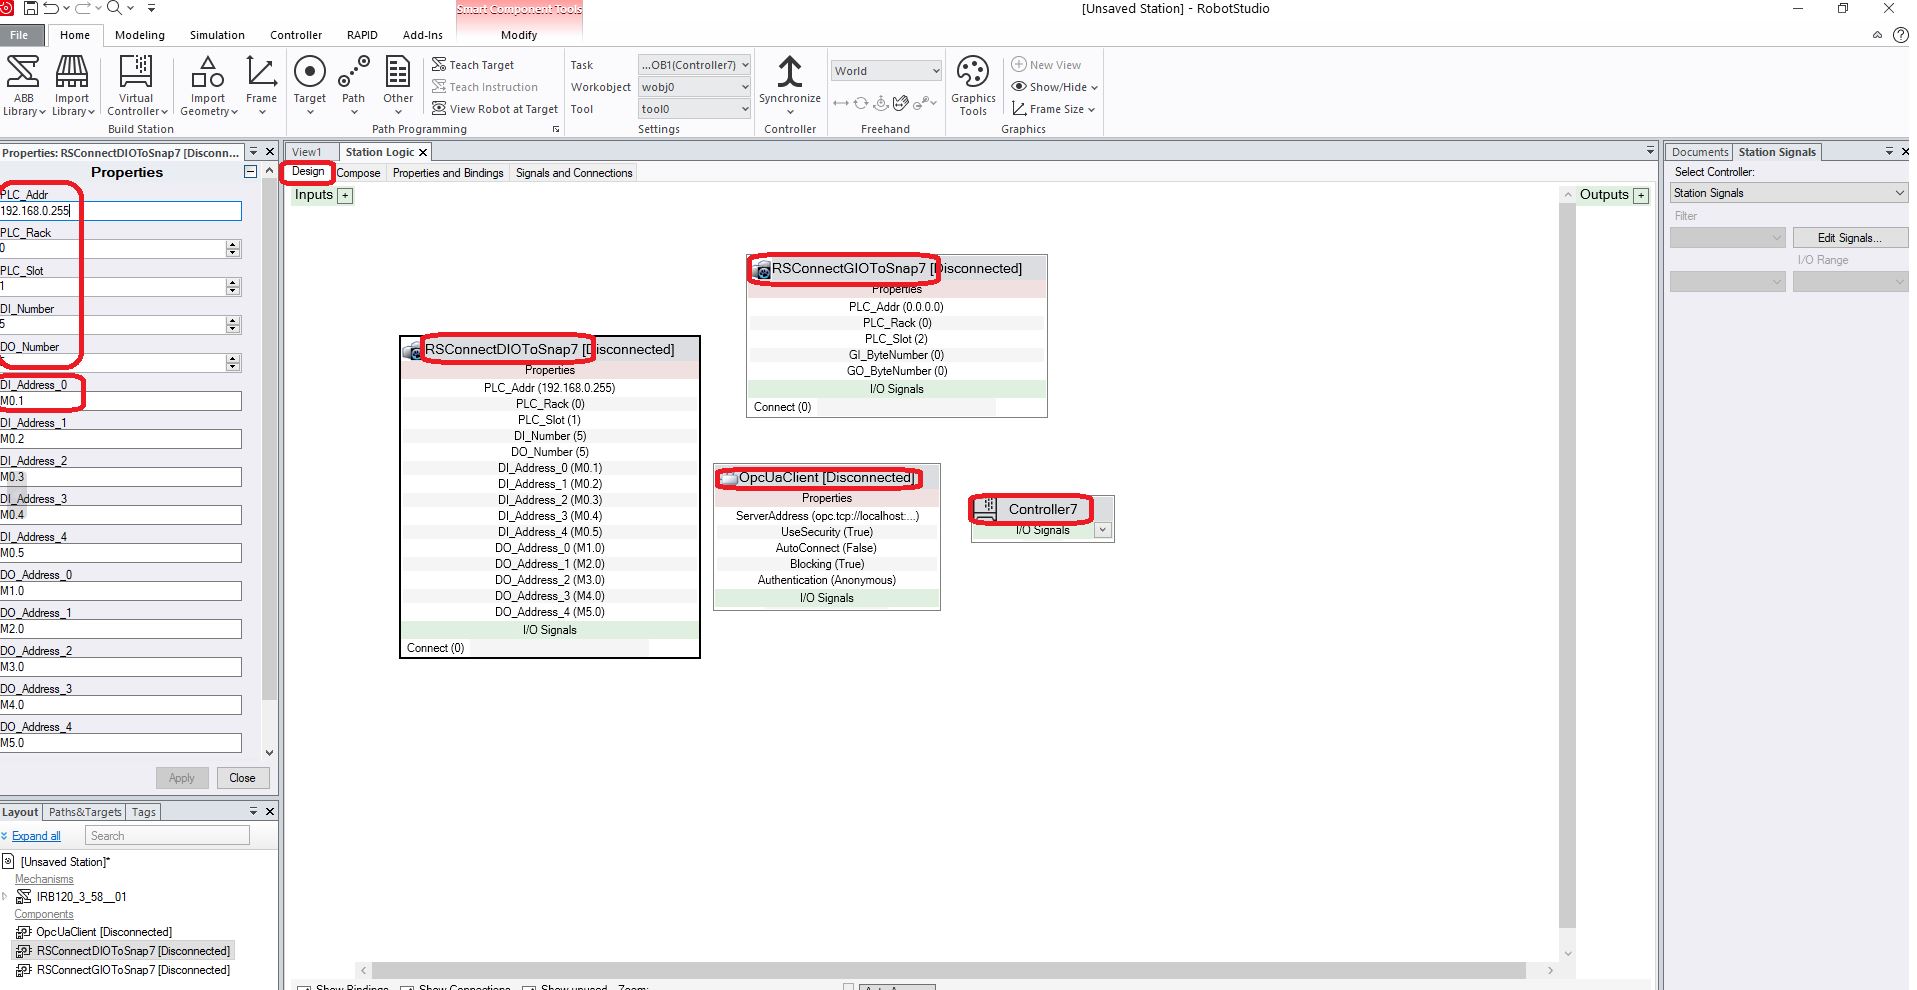 Smart Component Tools
[Unsaved Station] - RobotStudio
File
Home
Modeling
Simulation
Controller
RAPID
Add-Ins
Modify
ABB
Library
Import
Library
Virtual
Controller
Import
Geometry
Frame
Build Station
Target
Path
Other
Teach Target
Teach Instruction
View Robot at Target
Path Programming
Task
...OB1(Controller7)
Workobject
wobj0
Tool
tool0
Settings
Synchronize
Controller
World
Freehand
Graphics
Tools
New View
Show/Hide
Frame Size
Graphics
Properties: RSConnectDIOToSnap7 [Disconn...
Properties
PLC_Addr
192.168.0.255
PLC_Rack
0
PLC_Slot
1
DI_Number
5
DO_Number
DI_Address_0
M0.1
DI_Address_1
M0.2
DI_Address_2
M0.3
DI_Address_3
M0.4
DI_Address_4
M0.5
DO_Address_0
M1.0
DO_Address_1
M2.0
DO_Address_2
M3.0
DO_Address_3
M4.0
DO_Address_4
M5.0
Apply
Close
Layout
Paths&Targets
Tags
Expand all
Search
[Unsaved Station]*
Mechanisms
IRB120_3_58__01
Components
OpcUaClient [Disconnected]
RSConnectDIOToSnap7 [Disconnected]
RSConnectGIOToSnap7 [Disconnected]
View1
Station Logic
Design
Compose
Properties and Bindings
Signals and Connections
Inputs +
Outputs +
RSConnectGIOToSnap7 [Disconnected]
Properties
PLC_Addr (0.0.0.0)
PLC_Rack (0)
PLC_Slot (2)
GI_ByteNumber (0)
GO_ByteNumber (0)
I/O Signals
Connect (0)
RSConnectDIOToSnap7 [Disconnected]
Properties
PLC_Addr (192.168.0.255)
PLC_Rack (0)
PLC_Slot (1)
DI_Number (5)
DO_Number (5)
DI_Address_0 (M0.1)
DI_Address_1 (M0.2)
DI_Address_2 (M0.3)
DI_Address_3 (M0.4)
DI_Address_4 (M0.5)
DO_Address_0 (M1.0)
DO_Address_1 (M2.0)
DO_Address_2 (M3.0)
DO_Address_3 (M4.0)
DO_Address_4 (M5.0)
I/O Signals
Connect (0)
OpcUaClient [Disconnected]
Properties
ServerAddress (opc.tcp://localhost:...)
UseSecurity (True)
AutoConnect (False)
Blocking (True)
Authentication (Anonymous)
I/O Signals
Controller7
I/O Signals
Show Bindings
Show Connections
Show unused
Zoom:
Documents
Station Signals
Select Controller:
Station Signals
Filter
Edit Signals...
I/O Range